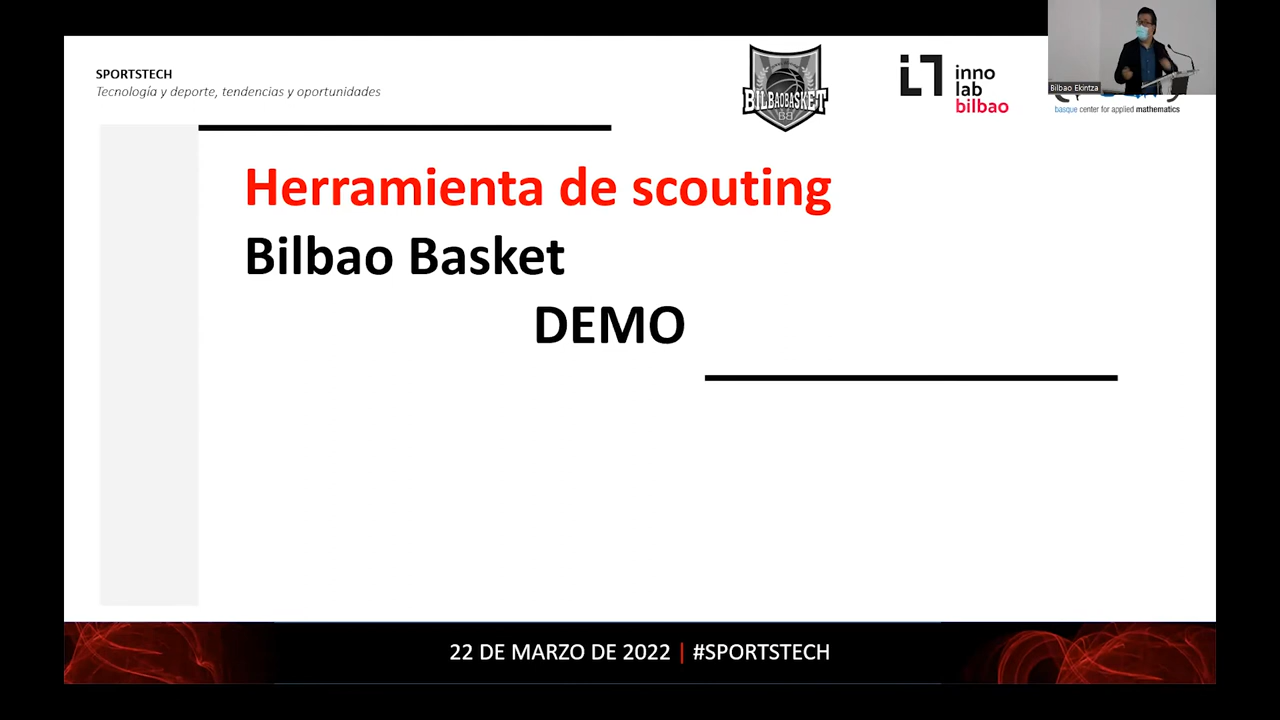 SPORTSTECH
Tecnología y deporte, tendencias y oportunidades
BILBAOBASKET
BB
inno
lab
bilbao
Bilbao Ekintza
basque center for applied mathematics
Herramienta de scouting
Bilbao Basket
DEMO
22 DE MARZO DE 2022 | #SPORTSTECH